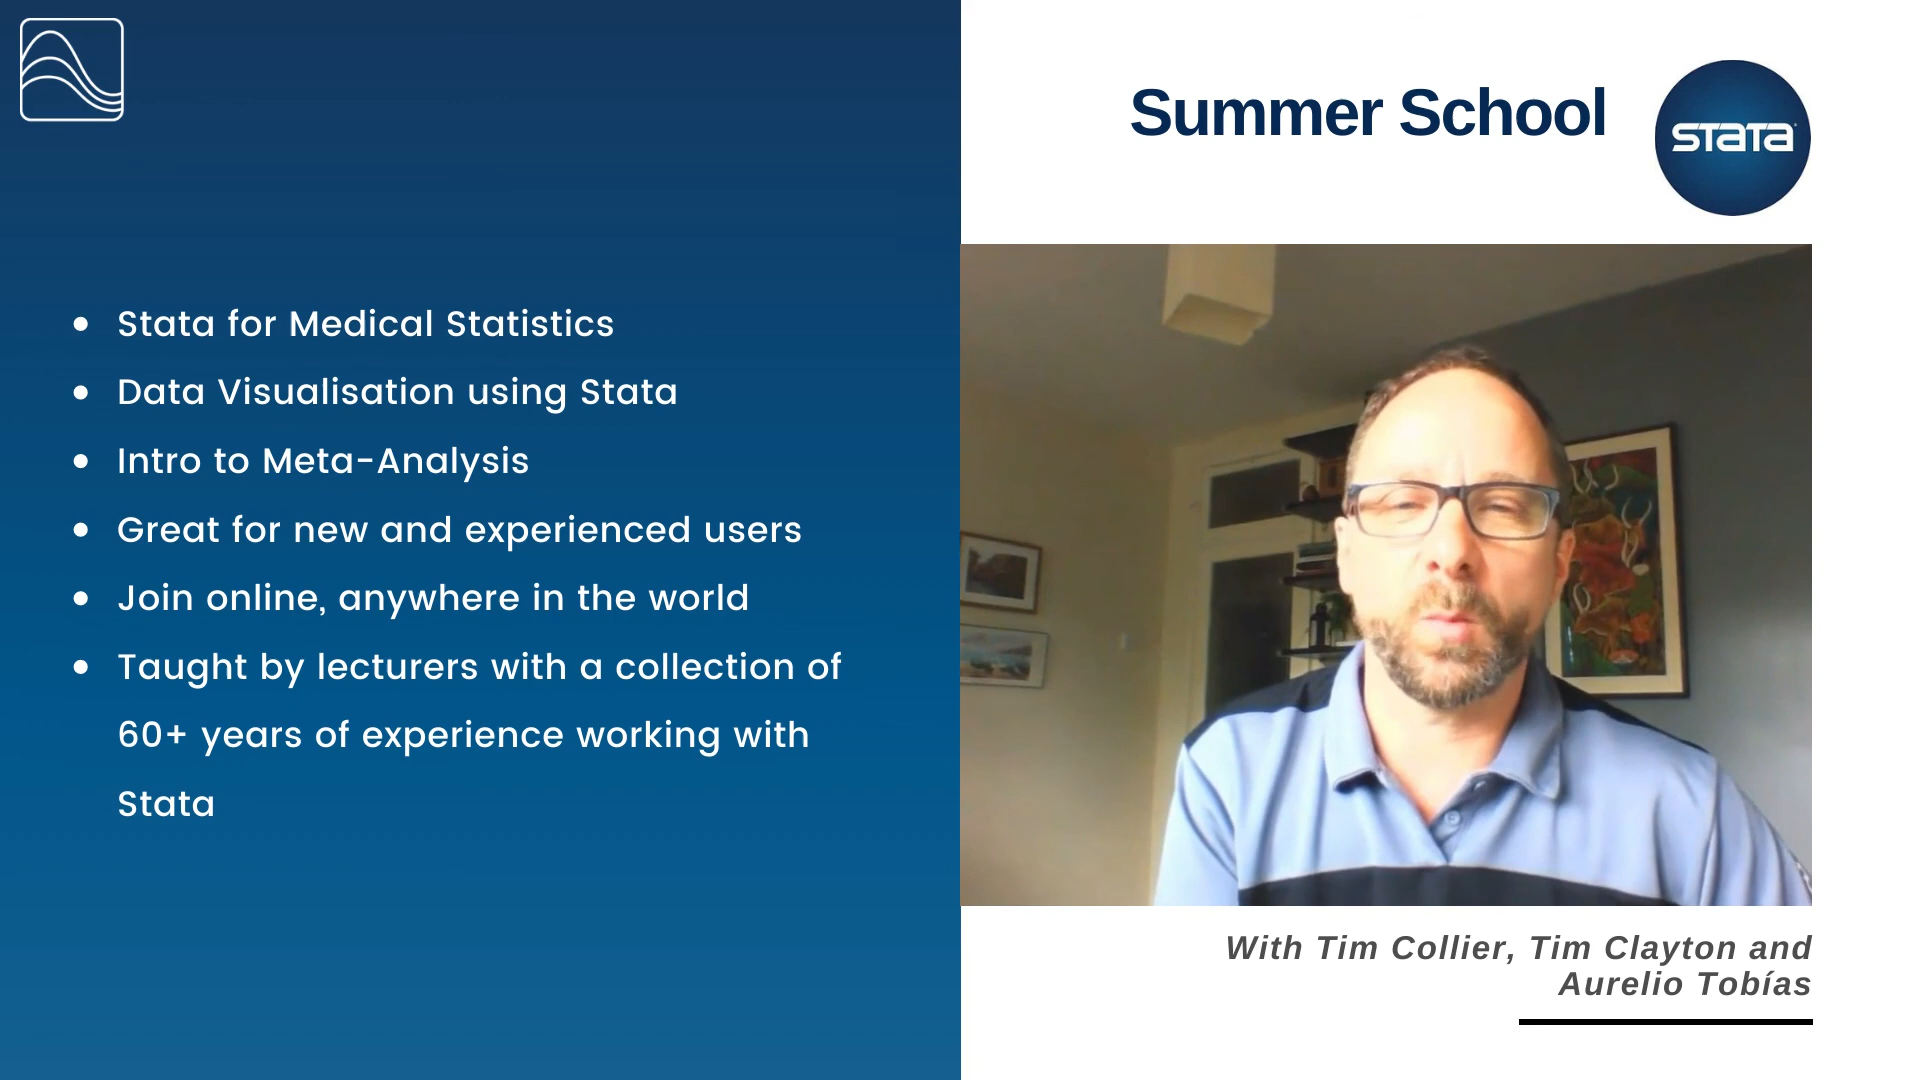 Summer School
STATA
Stata for Medical Statistics
Data Visualisation using Stata
Intro to Meta-Analysis
Great for new and experienced users
Join online, anywhere in the world
Taught by lecturers with a collection of
60+ years of experience working with
Stata
With Tim Collier, Tim Clayton and
Aurelio Tobías